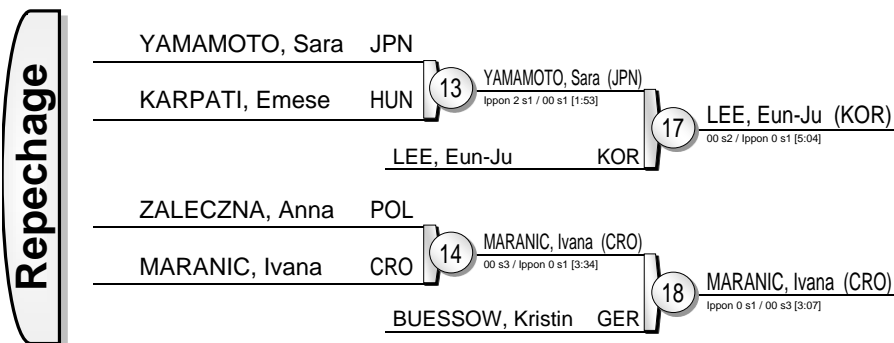 Repechage
YAMAMOTO, Sara JPN
KARPATI, Emese HUN
13
YAMAMOTO, Sara (JPN)
Ippon 2 s1 / 00 s1 [1:53]
LEE, Eun-Ju KOR
17
LEE, Eun-Ju (KOR)
00 s2 / Ippon 0 s1 [5:04]
ZALECZNA, Anna POL
MARANIC, Ivana CRO
14
MARANIC, Ivana (CRO)
00 s3 / Ippon 0 s1 [3:34]
BUESSOW, Kristin GER
18
MARANIC, Ivana (CRO)
Ippon 0 s1 / 00 s3 [3:07]